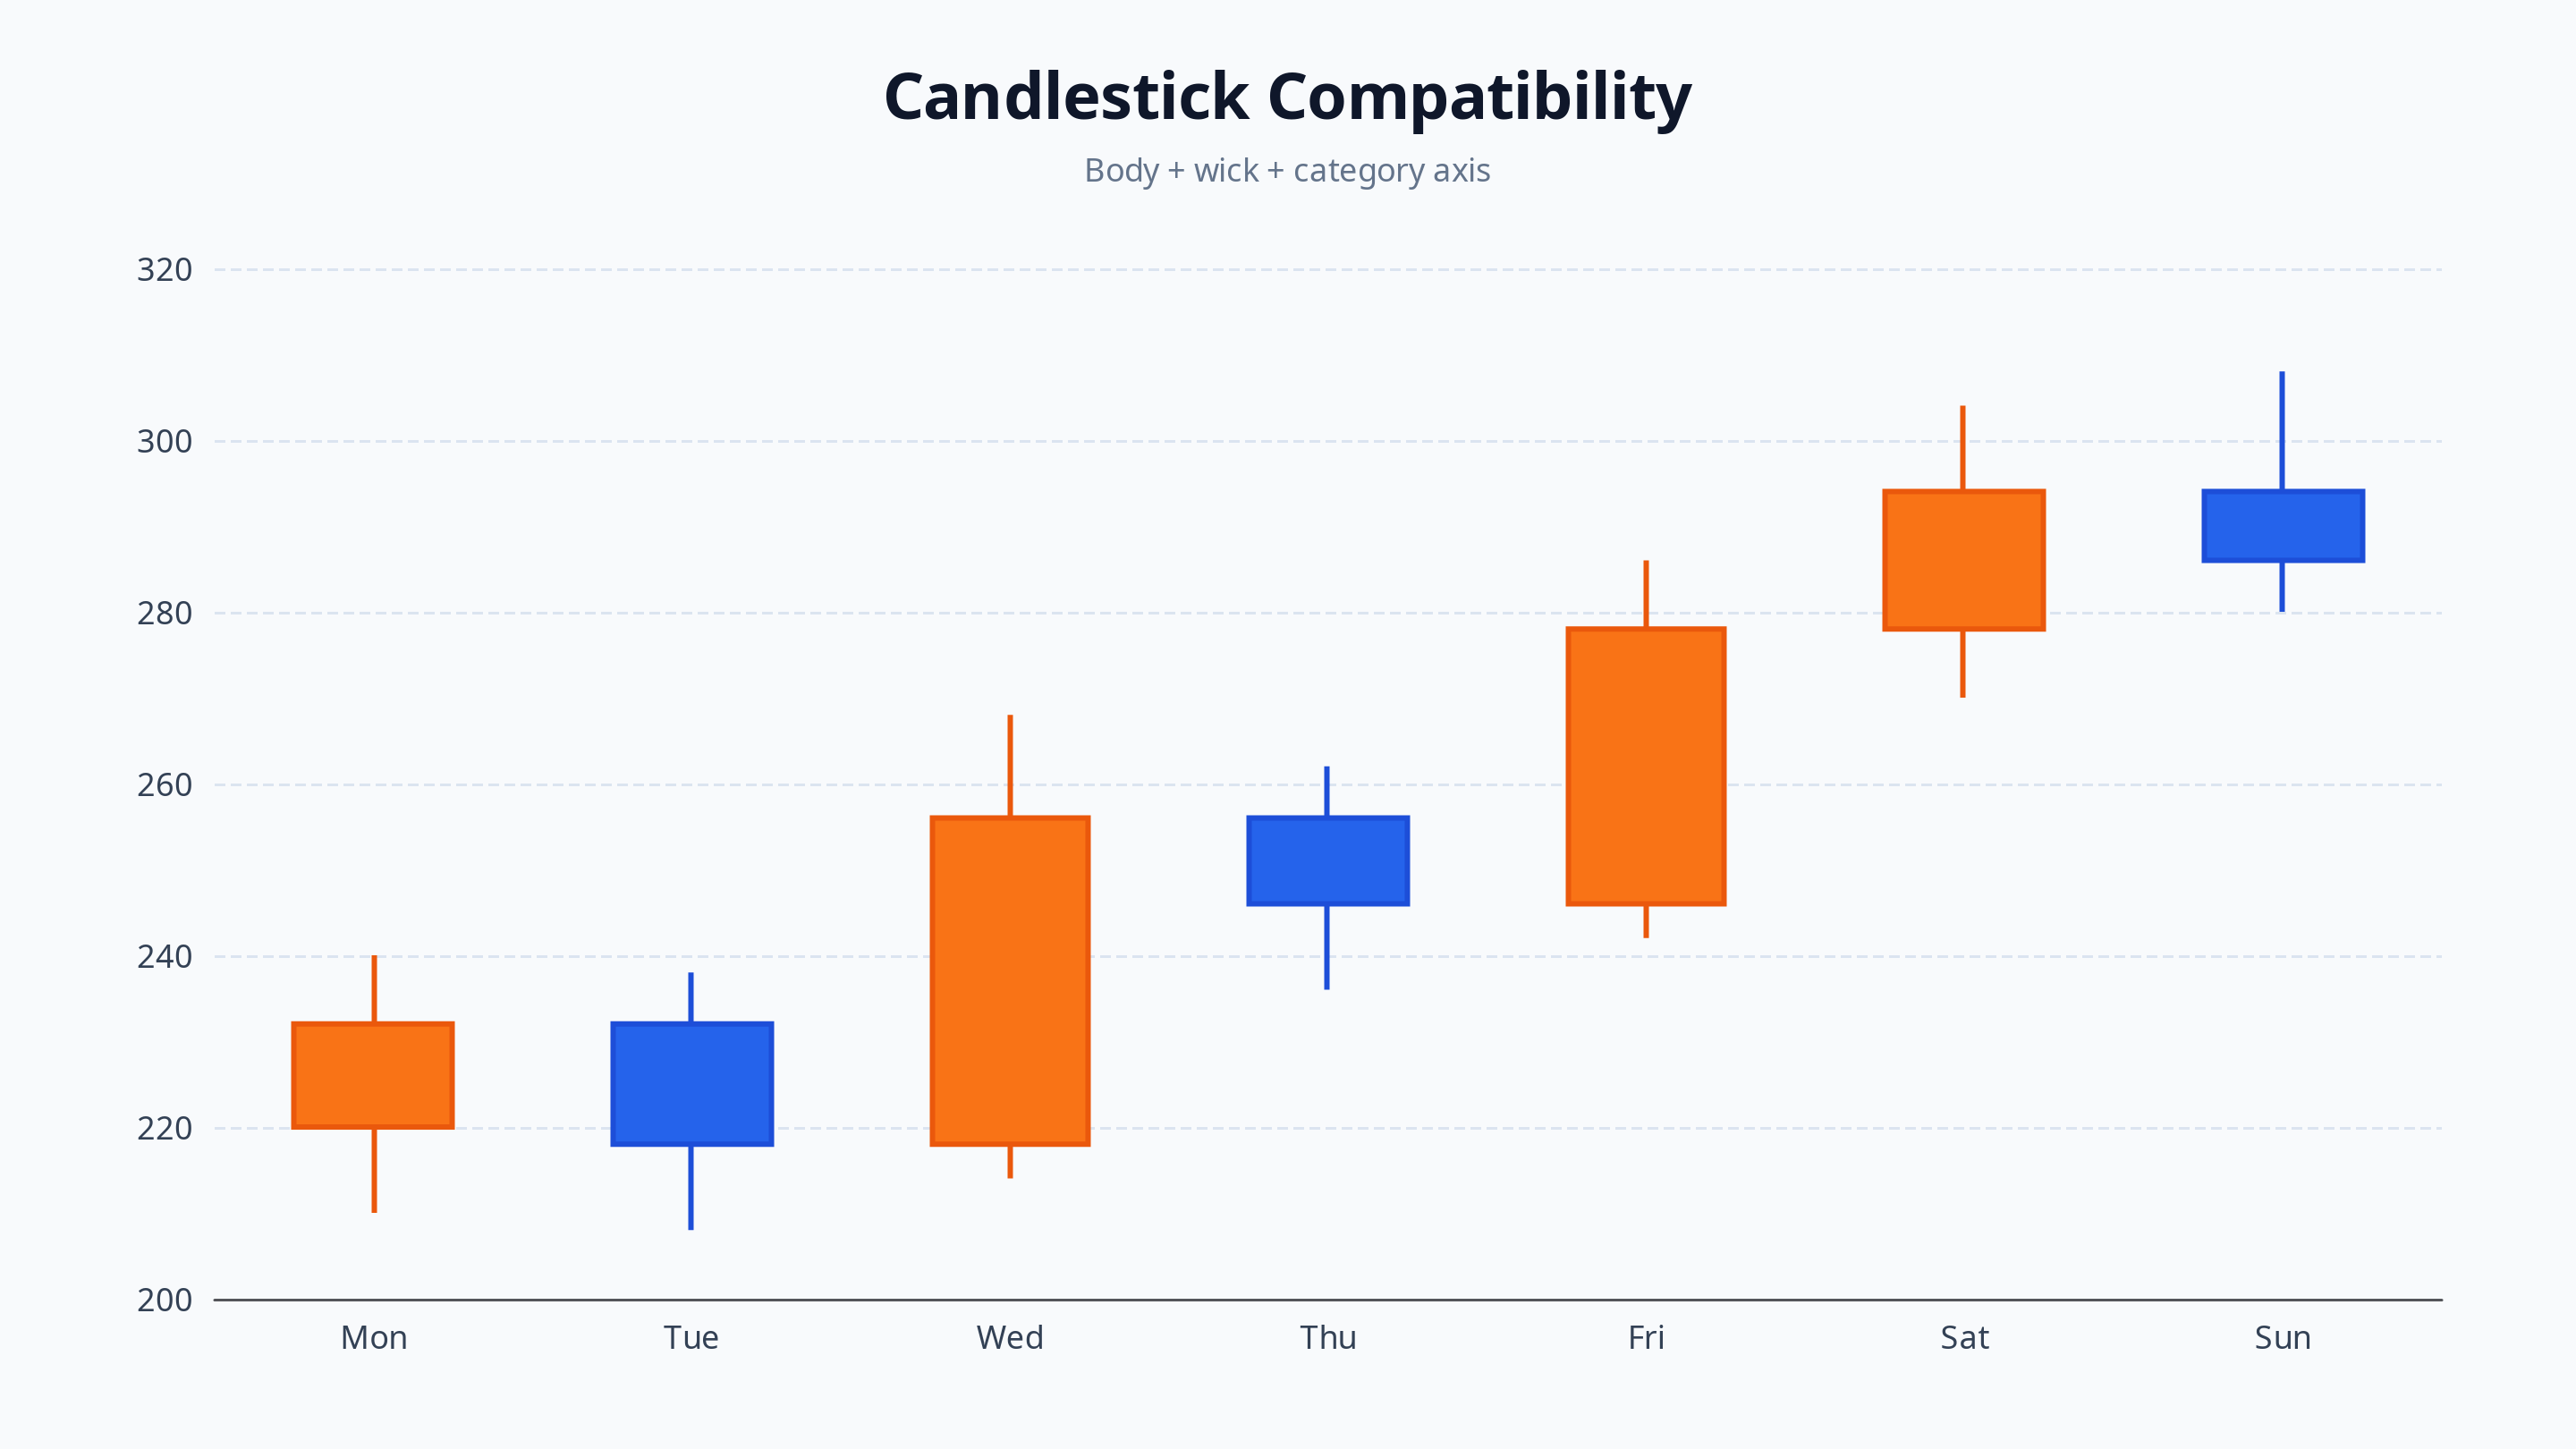 Candlestick Compatibility
Body + wick + category axis
320
300
280
260
240
220
200
Mon Tue Wed Thu Fri Sat Sun